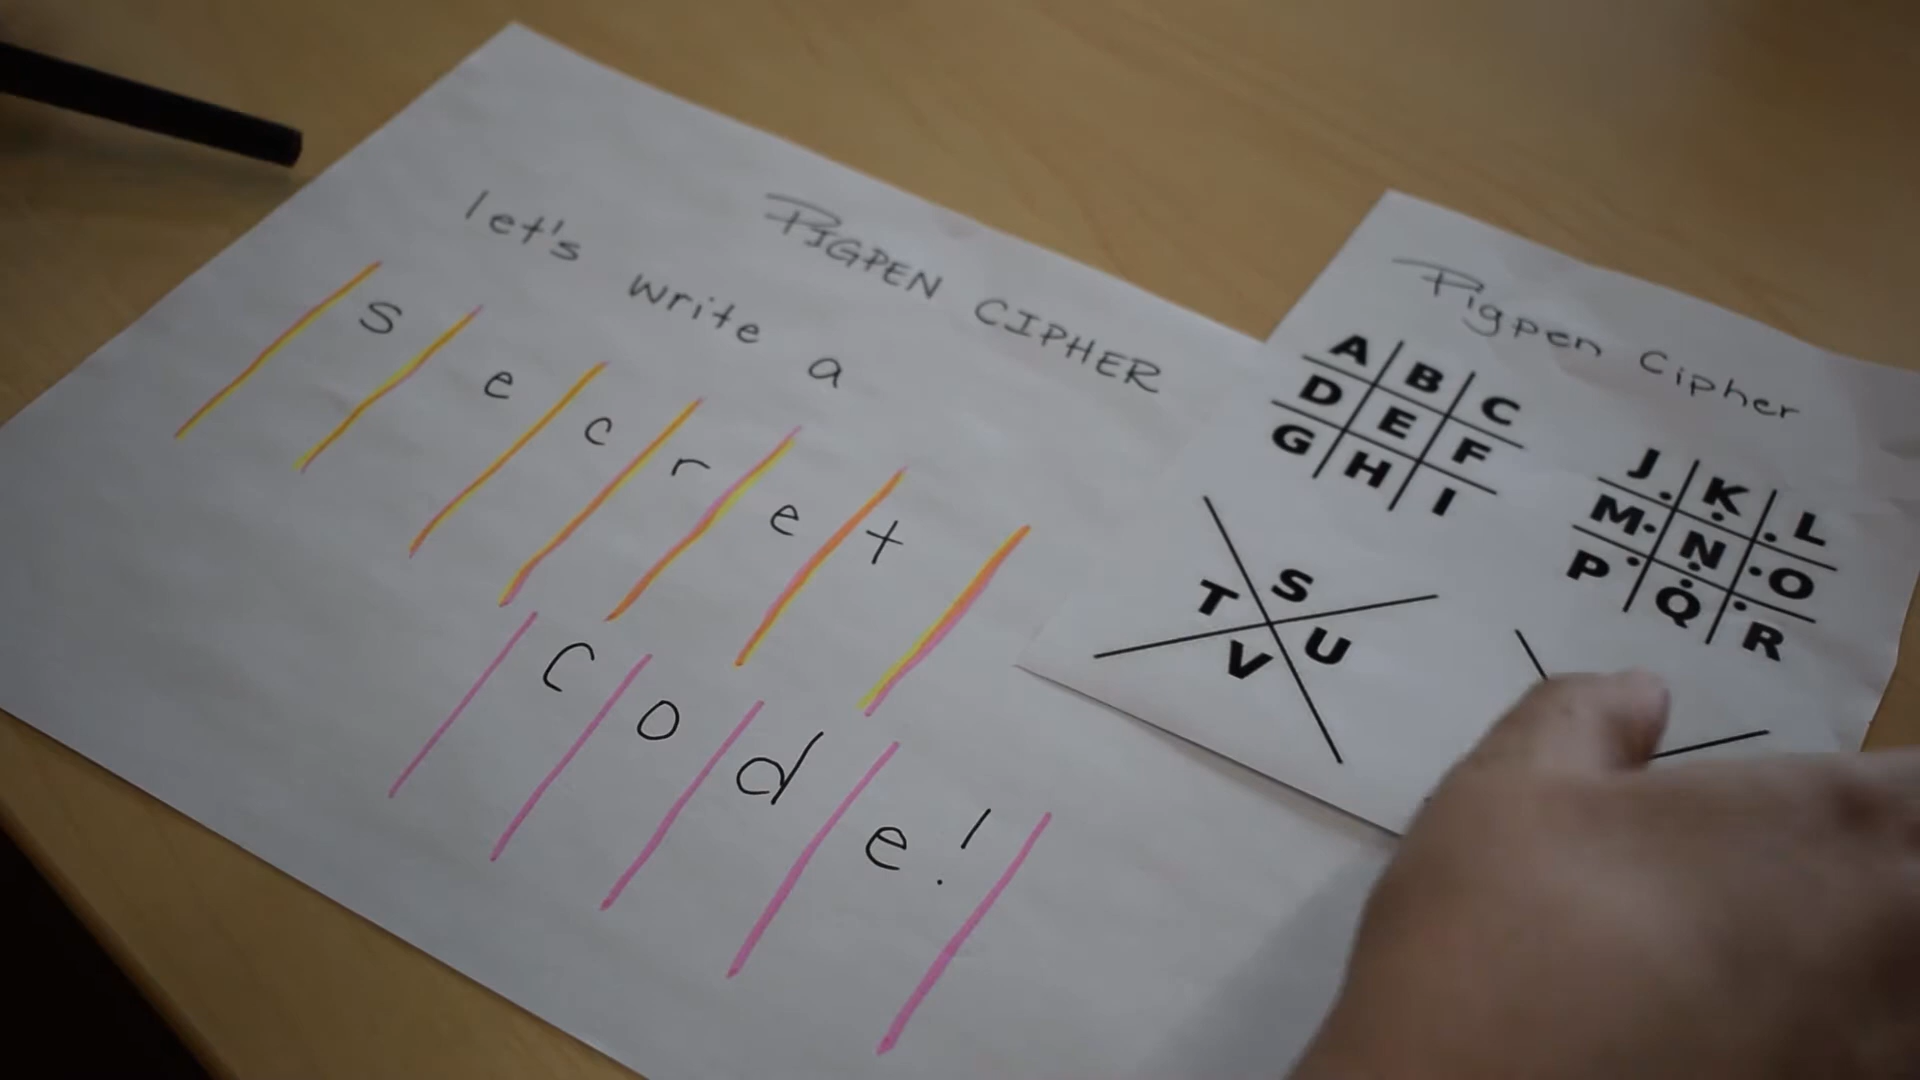 PIGPEN CIPHER
let's write a
secret
code!
Pigpen Cipher
A B C
D E F
G H I
J K L
M N O
P Q R
S
T U
V